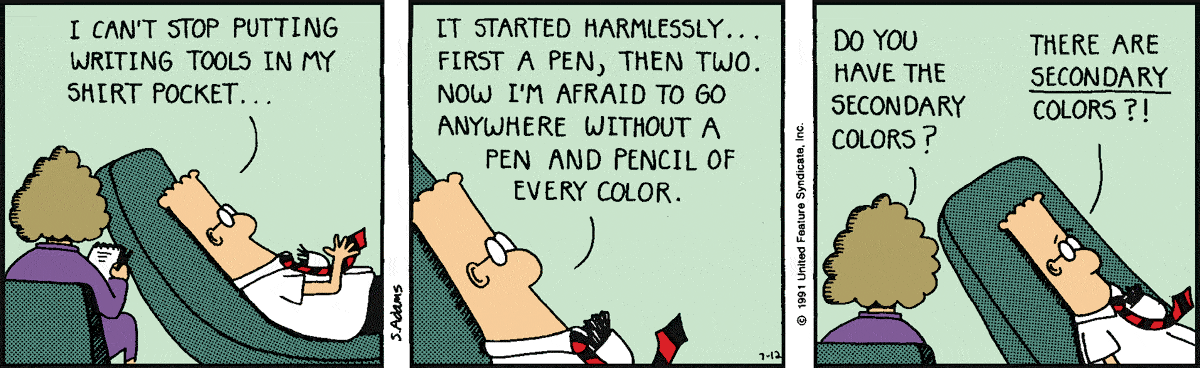 I CAN'T STOP PUTTING
WRITING TOOLS IN MY
SHIRT POCKET...
S.Adams
IT STARTED HARMLESSLY...
FIRST A PEN, THEN TWO.
NOW I'M AFRAID TO GO
ANYWHERE WITHOUT A
PEN AND PENCIL OF
EVERY COLOR.
7-12
© 1991 United Feature Syndicate, Inc.
DO YOU
HAVE THE
SECONDARY
COLORS?
THERE ARE
SECONDARY
COLORS?!